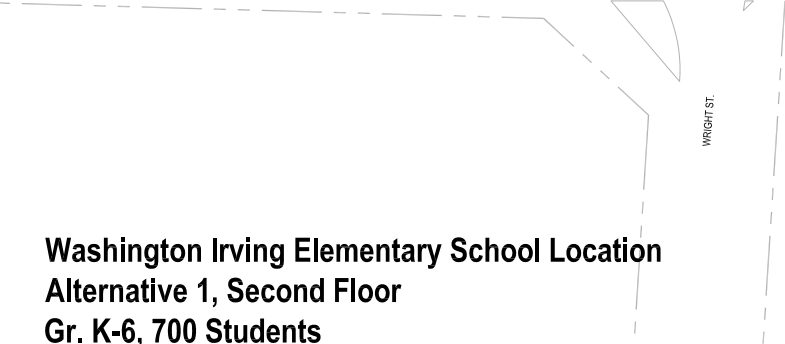 WRIGHT ST.
Washington Irving Elementary School Location
Alternative 1, Second Floor
Gr. K-6, 700 Students